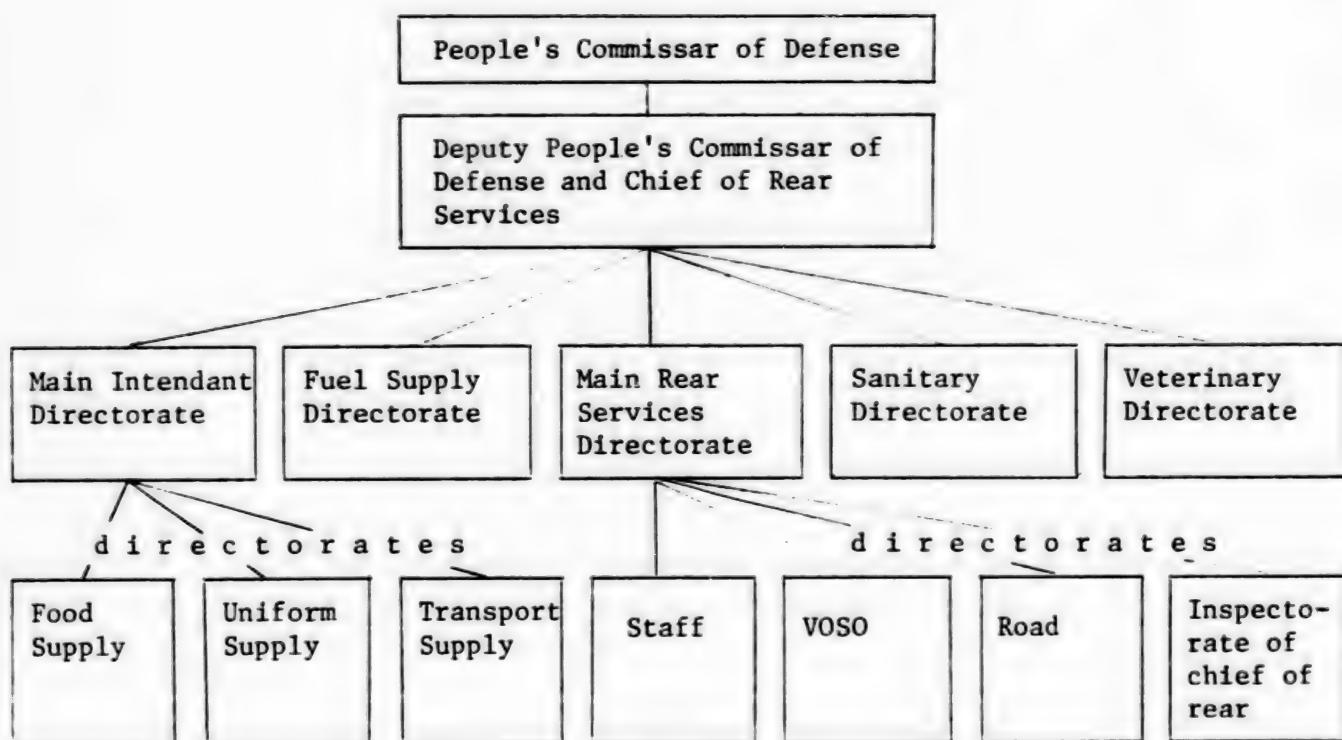 People's Commissar of Defense
Deputy People's Commissar of
Defense and Chief of Rear
Services
Main Intendant
Directorate
Fuel Supply
Directorate
Main Rear
Services
Directorate
Sanitary
Directorate
Veterinary
Directorate
directorates
directorates
Food
Supply
Uniform
Supply
Transport
Supply
Staff
VOSO
Road
Inspecto-
rate of
chief of
rear